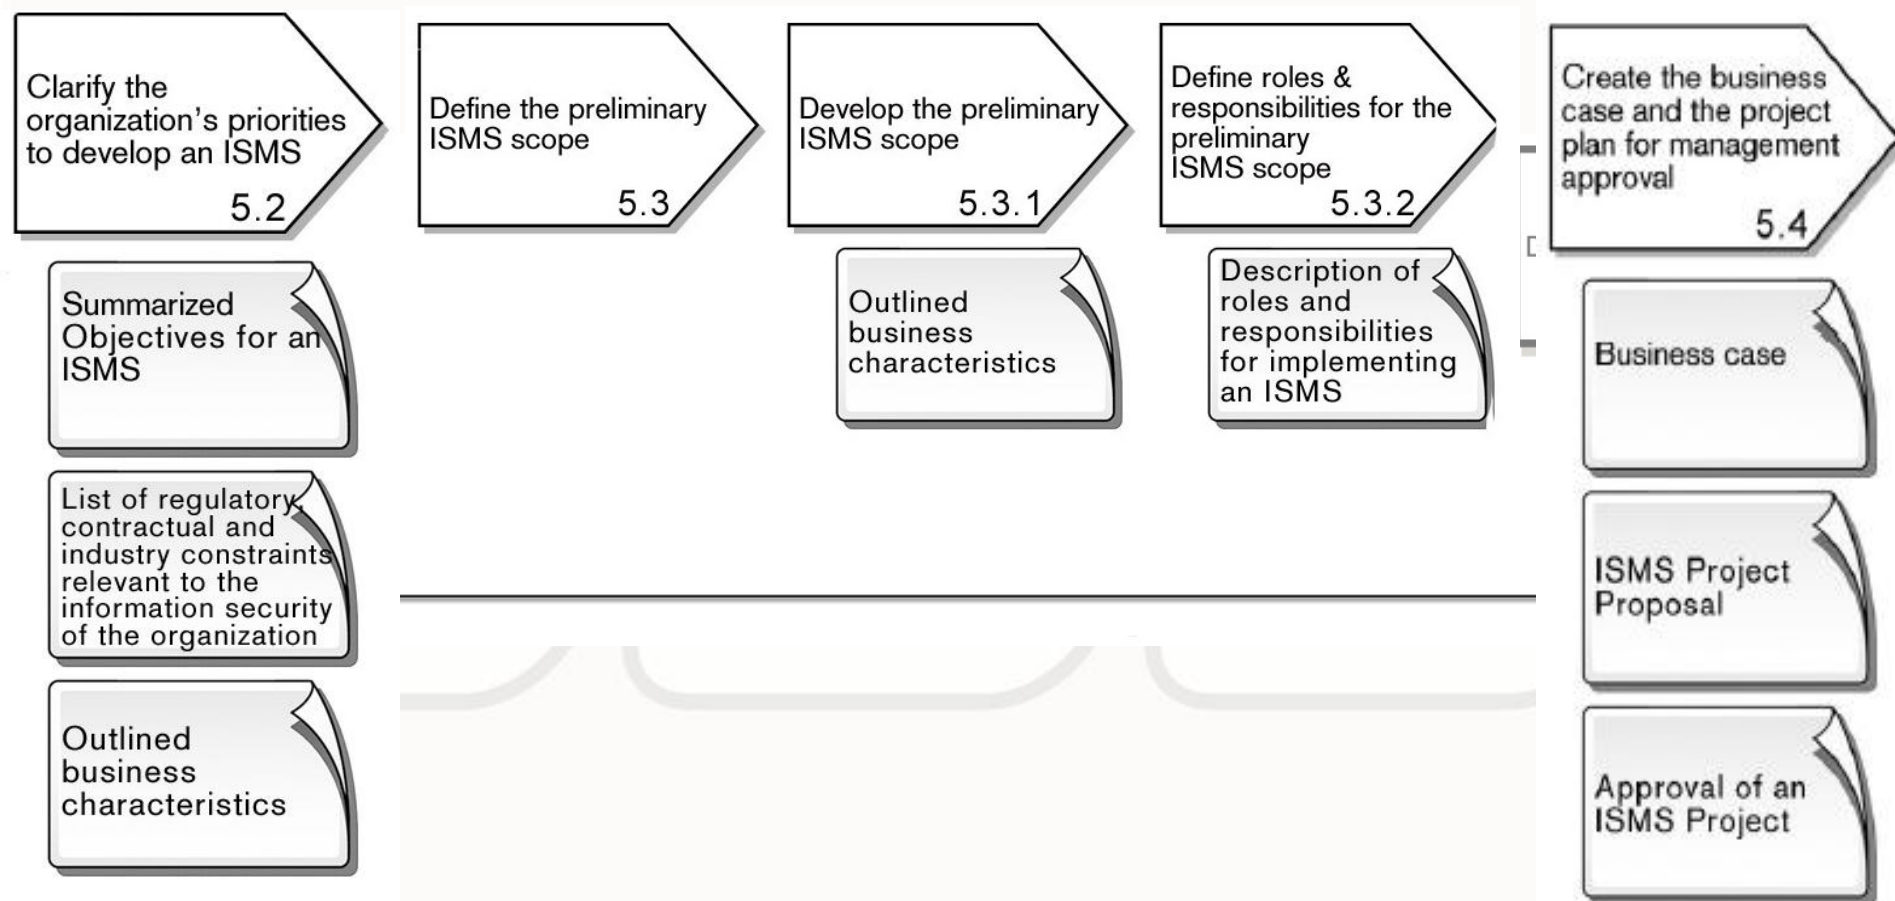 Clarify the
organization's priorities
to develop an ISMS
5.2
Summarized
Objectives for an
ISMS
List of regulatory,
contractual and
industry constraints
relevant to the
information security
of the organization
Outlined
business
characteristics
Define the preliminary
ISMS scope
5.3
Develop the preliminary
ISMS scope
5.3.1
Outlined
business
characteristics
Define roles &
responsibilities for the
preliminary
ISMS scope
5.3.2
Description of
roles and
responsibilities
for implementing
an ISMS
Create the business
case and the project
plan for management
approval
5.4
Business case
ISMS Project
Proposal
Approval of an
ISMS Project